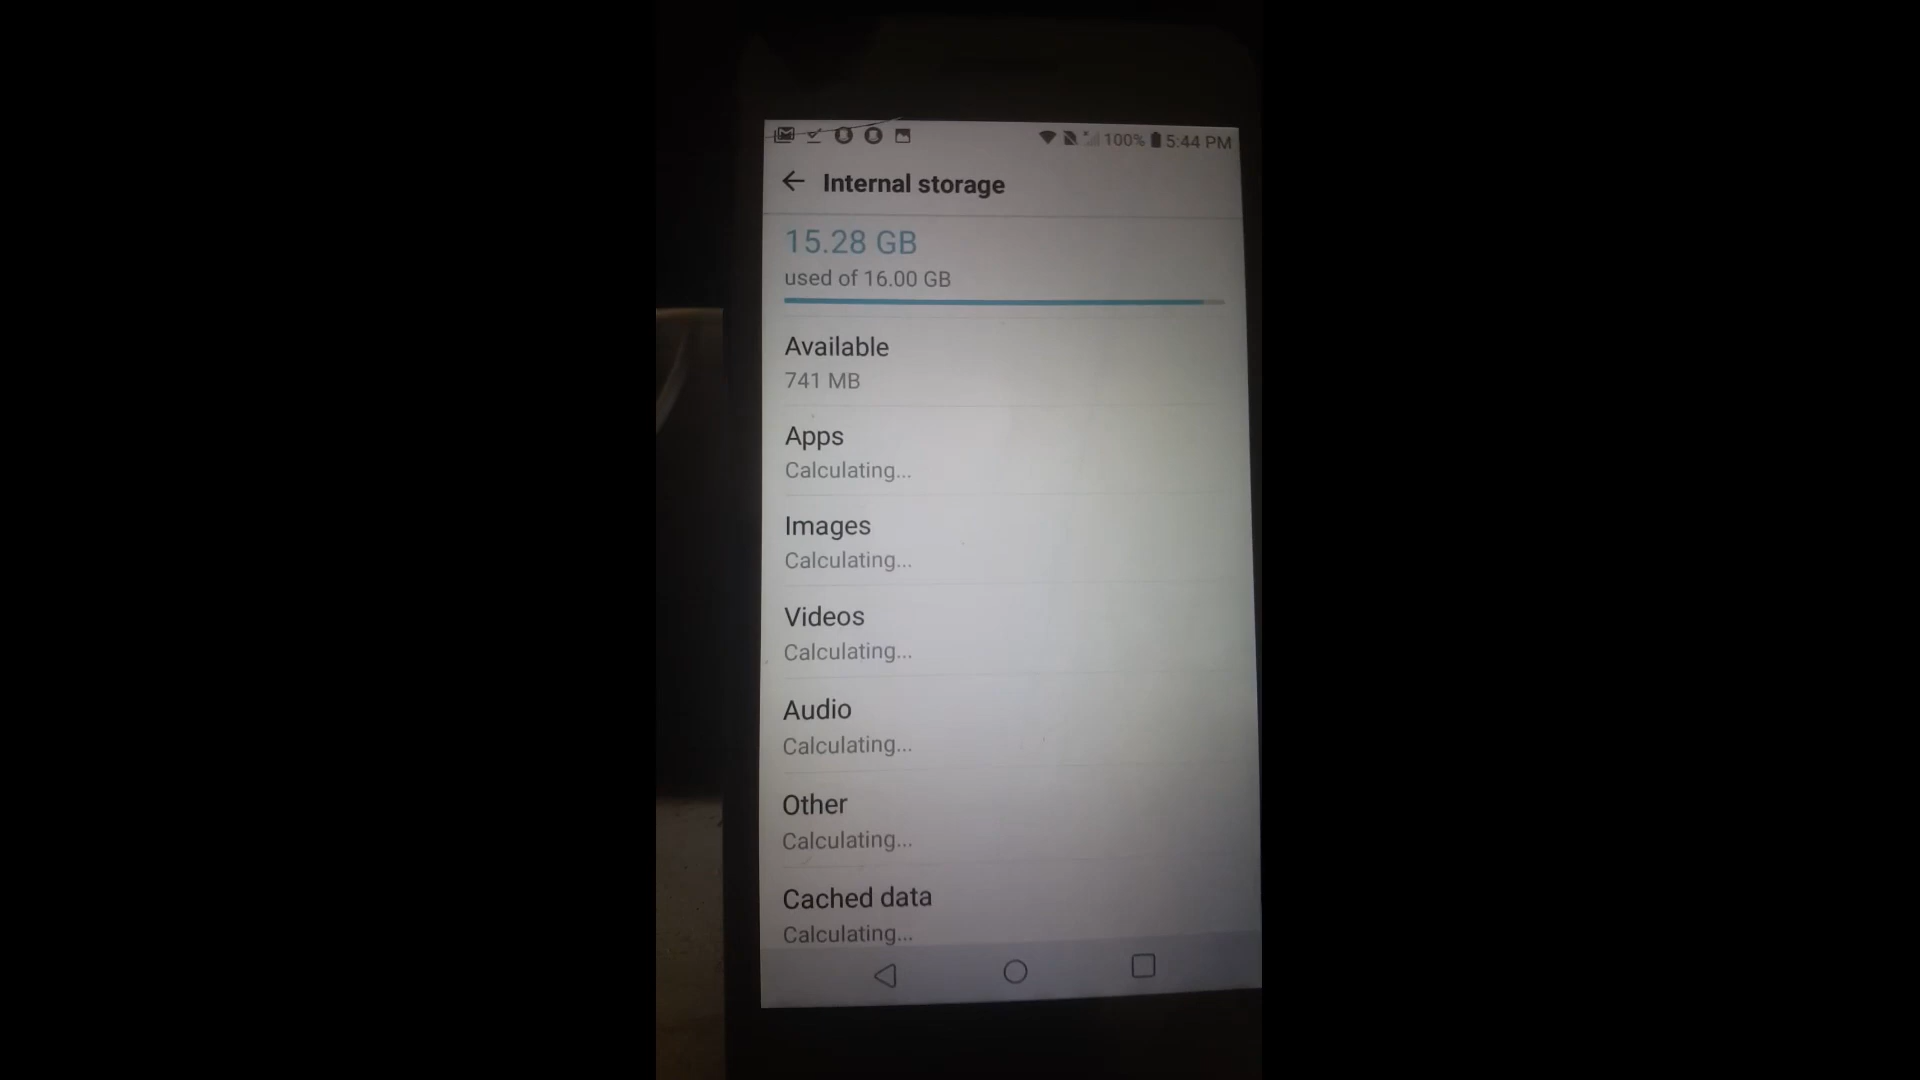 100% 5:44 PM
Internal storage
15.28 GB
used of 16.00 GB
Available
741 MB
Apps
Calculating...
Images
Calculating...
Videos
Calculating...
Audio
Calculating...
Other
Calculating...
Cached data
Calculating...